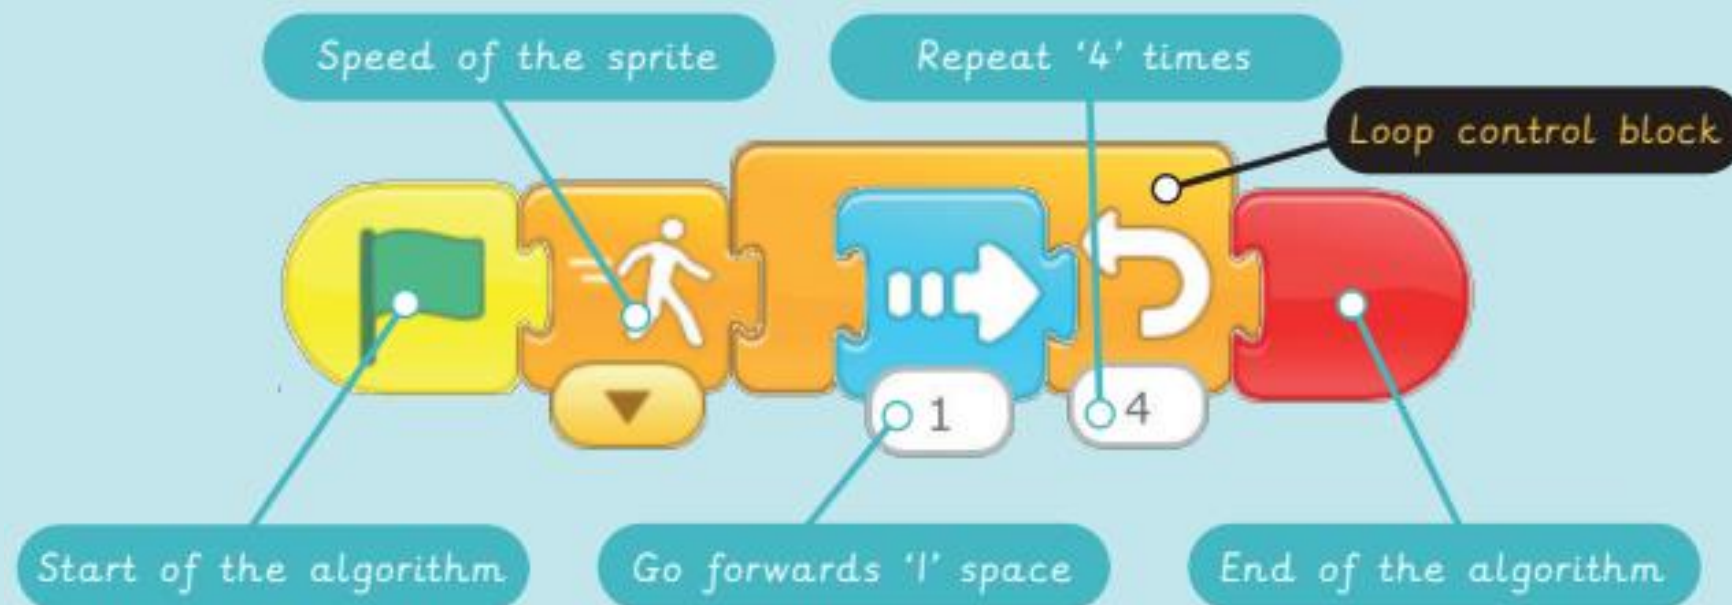 Speed of the sprite
Repeat ‘4’ times
Loop control block
1
4
Start of the algorithm
Go forwards ‘1’ space
End of the algorithm